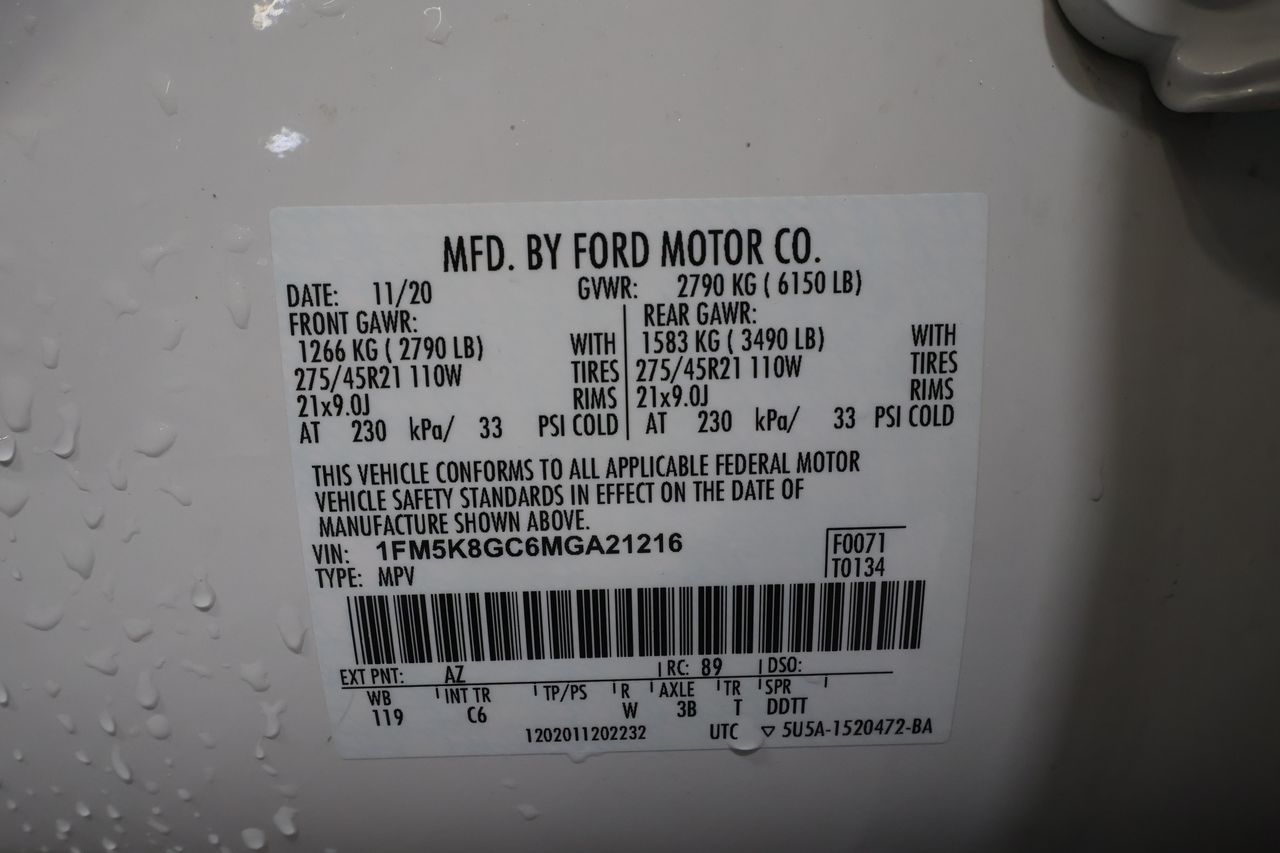 MFD. BY FORD MOTOR CO.
DATE: 11/20 GVWR: 2790 KG ( 6150 LB)
FRONT GAWR: REAR GAWR:
1266 KG ( 2790 LB) WITH 1583 KG ( 3490 LB) WITH
275/45R21 110W TIRES 275/45R21 110W TIRES
21x9.0J RIMS 21x9.0J RIMS
AT 230 kPa/ 33 PSI COLD AT 230 kPa/ 33 PSI COLD
THIS VEHICLE CONFORMS TO ALL APPLICABLE FEDERAL MOTOR
VEHICLE SAFETY STANDARDS IN EFFECT ON THE DATE OF
MANUFACTURE SHOWN ABOVE.
VIN: 1FM5K8GC6MGA21216 F0071
TYPE: MPV T0134
EXT PNT: AZ RC: 89 DSO:
WB INT TR TP/PS R AXLE TR SPR
119 C6 W 3B T DDTT
1202011202232 UTC ▽ 5U5A-1520472-BA